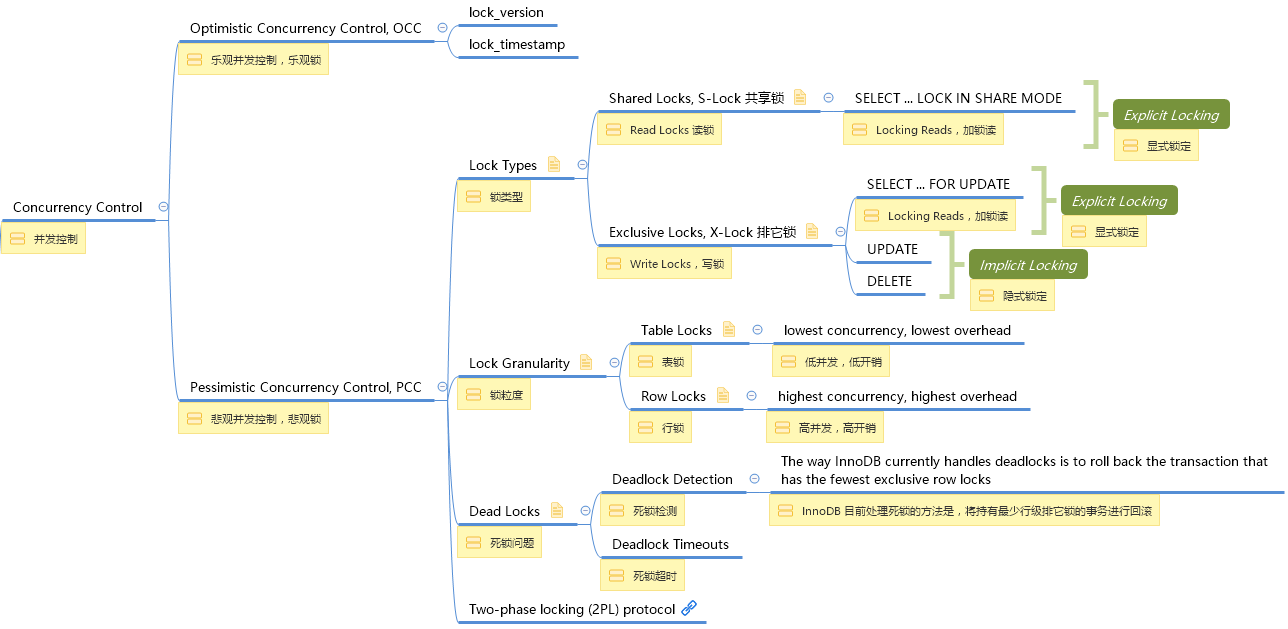 Concurrency Control
并发控制
Optimistic Concurrency Control, OCC
乐观并发控制，乐观锁
lock_version
lock_timestamp
Pessimistic Concurrency Control, PCC
悲观并发控制，悲观锁
Lock Types
锁类型
Shared Locks, S-Lock 共享锁
Read Locks 读锁
SELECT ... LOCK IN SHARE MODE
Locking Reads，加锁读
Explicit Locking
显式锁定
Exclusive Locks, X-Lock 排它锁
Write Locks，写锁
SELECT ... FOR UPDATE
Locking Reads，加锁读
Explicit Locking
显式锁定
UPDATE
DELETE
Implicit Locking
隐式锁定
Lock Granularity
锁粒度
Table Locks
表锁
lowest concurrency, lowest overhead
低并发，低开销
Row Locks
行锁
highest concurrency, highest overhead
高并发，高开销
Dead Locks
死锁问题
Deadlock Detection
死锁检测
The way InnoDB currently handles deadlocks is to roll back the transaction that
has the fewest exclusive row locks
InnoDB 目前处理死锁的方法是，将持有最少行级排它锁的事务进行回滚
Deadlock Timeouts
死锁超时
Two-phase locking (2PL) protocol